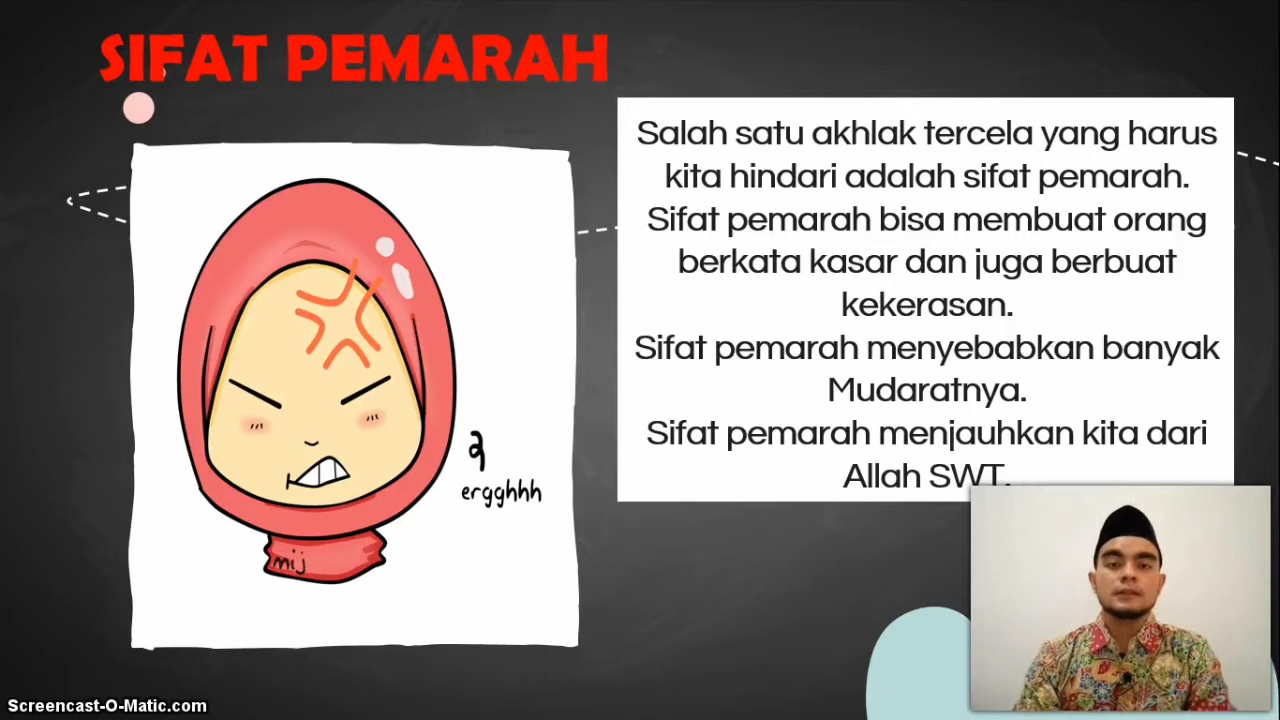 SIFAT PEMARAH
Salah satu akhlak tercela yang harus
kita hindari adalah sifat pemarah.
Sifat pemarah bisa membuat orang
berkata kasar dan juga berbuat
kekerasan.
Sifat pemarah menyebabkan banyak
Mudaratnya.
Sifat pemarah menjauhkan kita dari
Allah SWT.
ergghhh
mij
Screencast-O-Matic.com